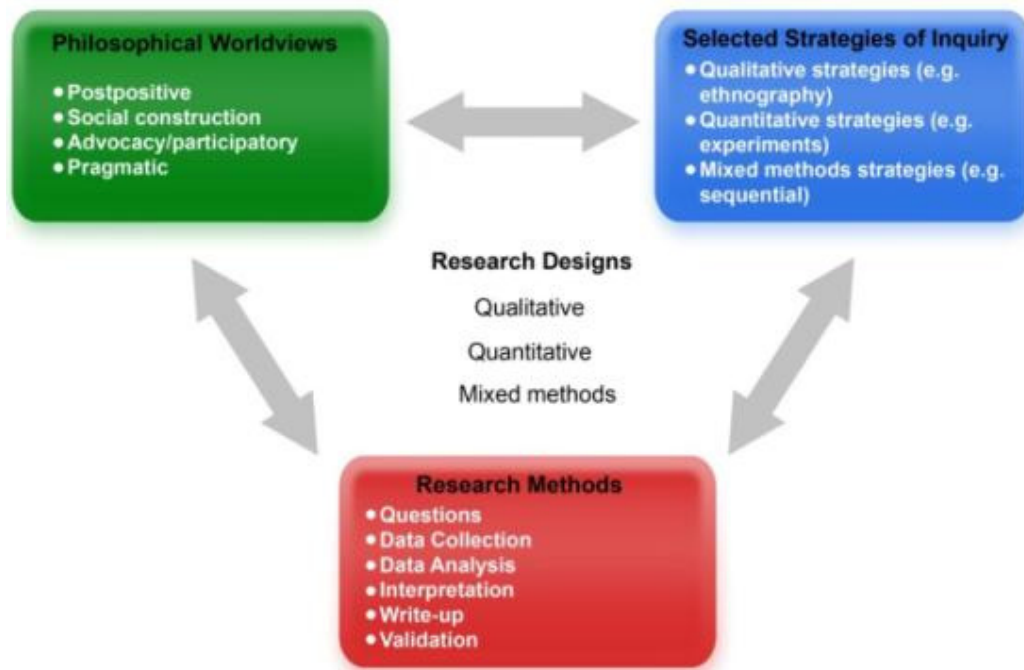 Philosophical Worldviews
•Postpositive
•Social construction
•Advocacy/participatory
•Pragmatic
Selected Strategies of Inquiry
•Qualitative strategies (e.g.
ethnography)
•Quantitative strategies (e.g.
experiments)
•Mixed methods strategies (e.g.
sequential)
Research Designs
Qualitative
Quantitative
Mixed methods
Research Methods
•Questions
•Data Collection
•Data Analysis
•Interpretation
•Write-up
•Validation